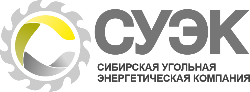 СУЭК
СИБИРСКАЯ УГОЛЬНАЯ
ЭНЕРГЕТИЧЕСКАЯ КОМПАНИЯ